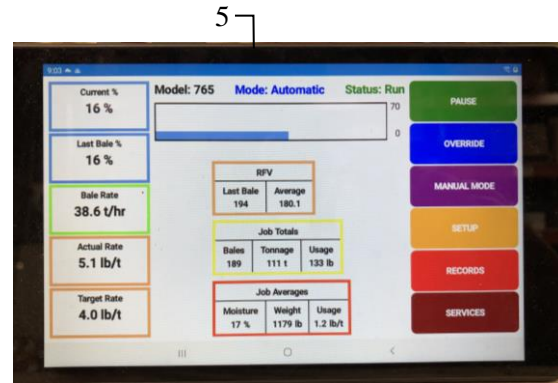 5
9:03
Model: 765 Mode: Automatic Status: Run
70
0
Current %
16 %
Last Bale %
16 %
Bale Rate
38.6 t/hr
Actual Rate
5.1 lb/t
Target Rate
4.0 lb/t
RFV
Last Bale Average
194 180.1
Job Totals
Bales Tonnage Usage
189 111 t 133 lb
Job Averages
Moisture Weight Usage
17 % 1179 lb 1.2 lb/t
PAUSE
OVERRIDE
MANUAL MODE
SETUP
RECORDS
SERVICES